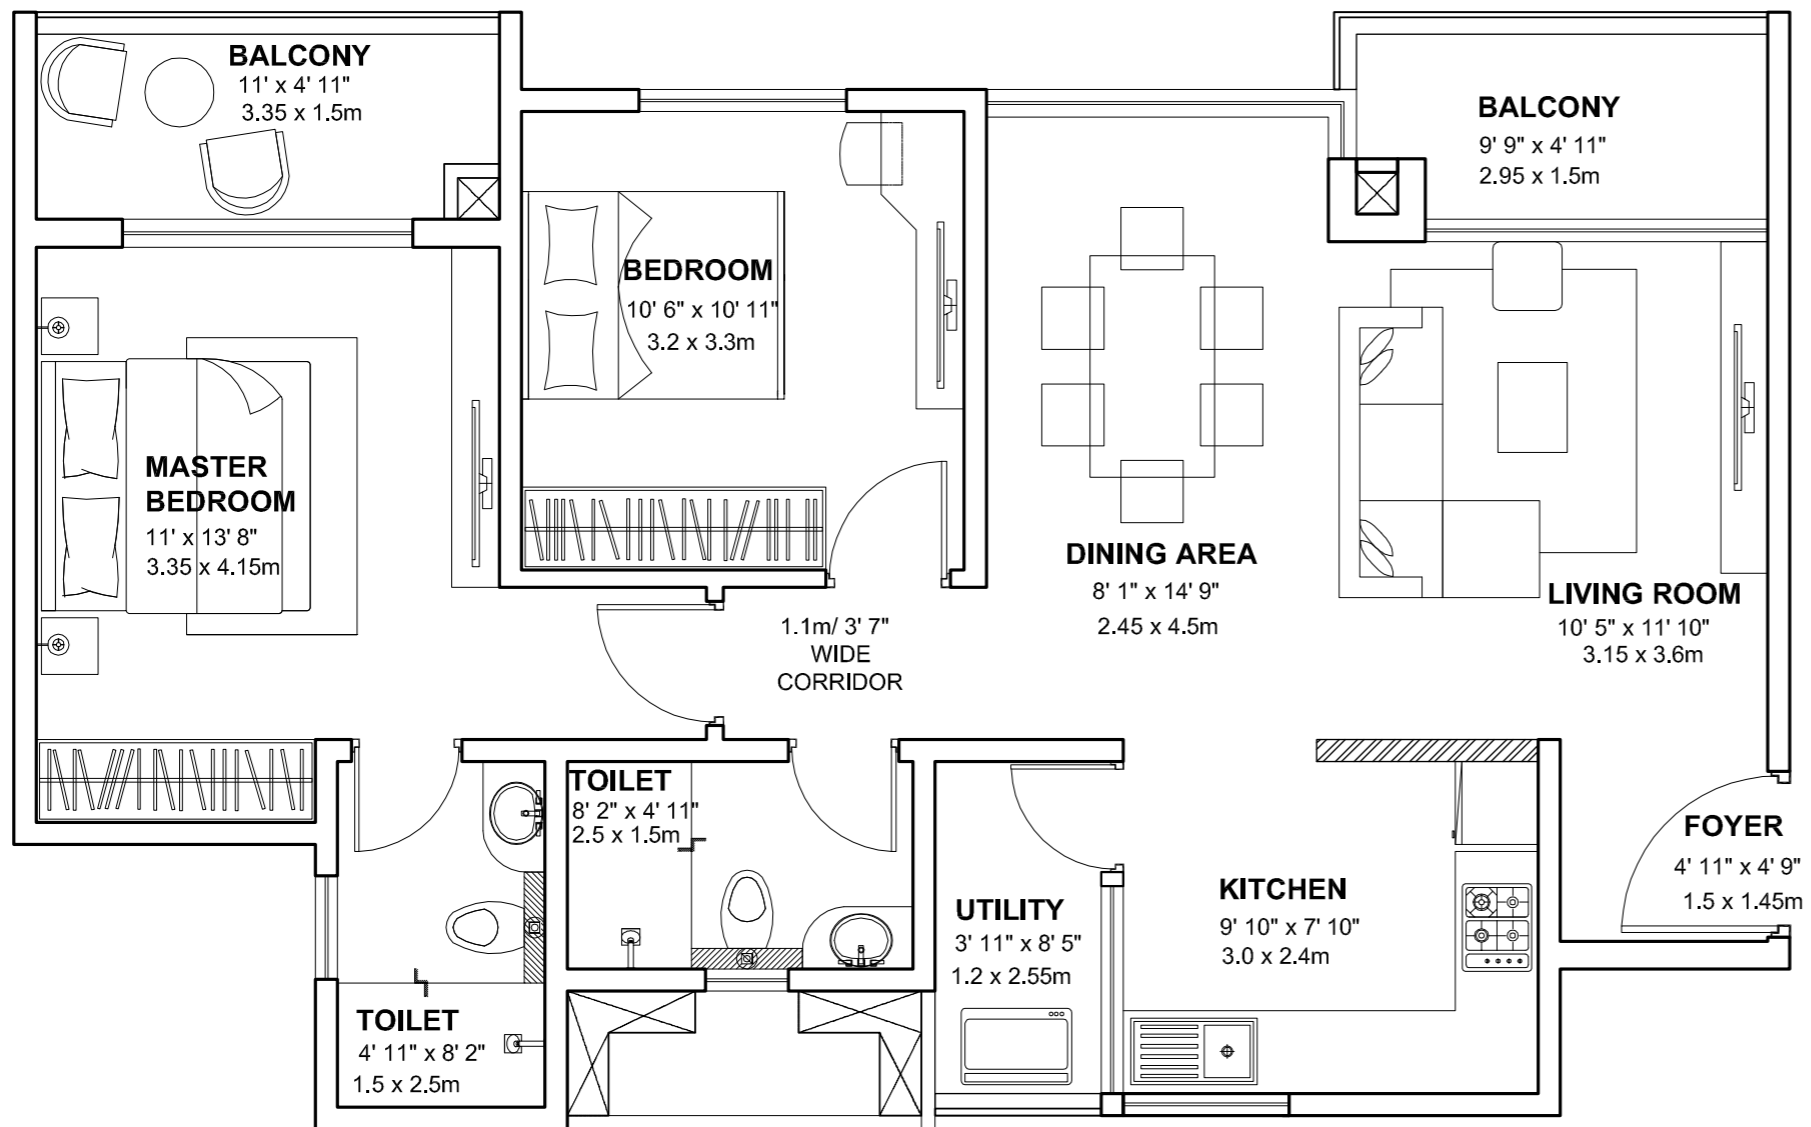 BALCONY
11' x 4' 11"
3.35 x 1.5m
BALCONY
9' 9" x 4' 11"
2.95 x 1.5m
BEDROOM
10' 6" x 10' 11"
3.2 x 3.3m
MASTER
BEDROOM
11' x 13' 8"
3.35 x 4.15m
DINING AREA
8' 1" x 14' 9"
2.45 x 4.5m
LIVING ROOM
10' 5" x 11' 10"
3.15 x 3.6m
1.1m/ 3' 7"
WIDE
CORRIDOR
TOILET
8' 2" x 4' 11"
2.5 x 1.5m
FOYER
4' 11" x 4' 9"
1.5 x 1.45m
KITCHEN
9' 10" x 7' 10"
3.0 x 2.4m
UTILITY
3' 11" x 8' 5"
1.2 x 2.55m
TOILET
4' 11" x 8' 2"
1.5 x 2.5m